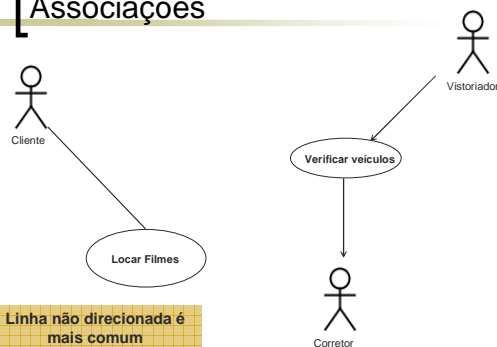 Associações
Vistoriador
Cliente
Verificar veículos
Locar Filmes
Linha não direcionada é
mais comum
Corretor